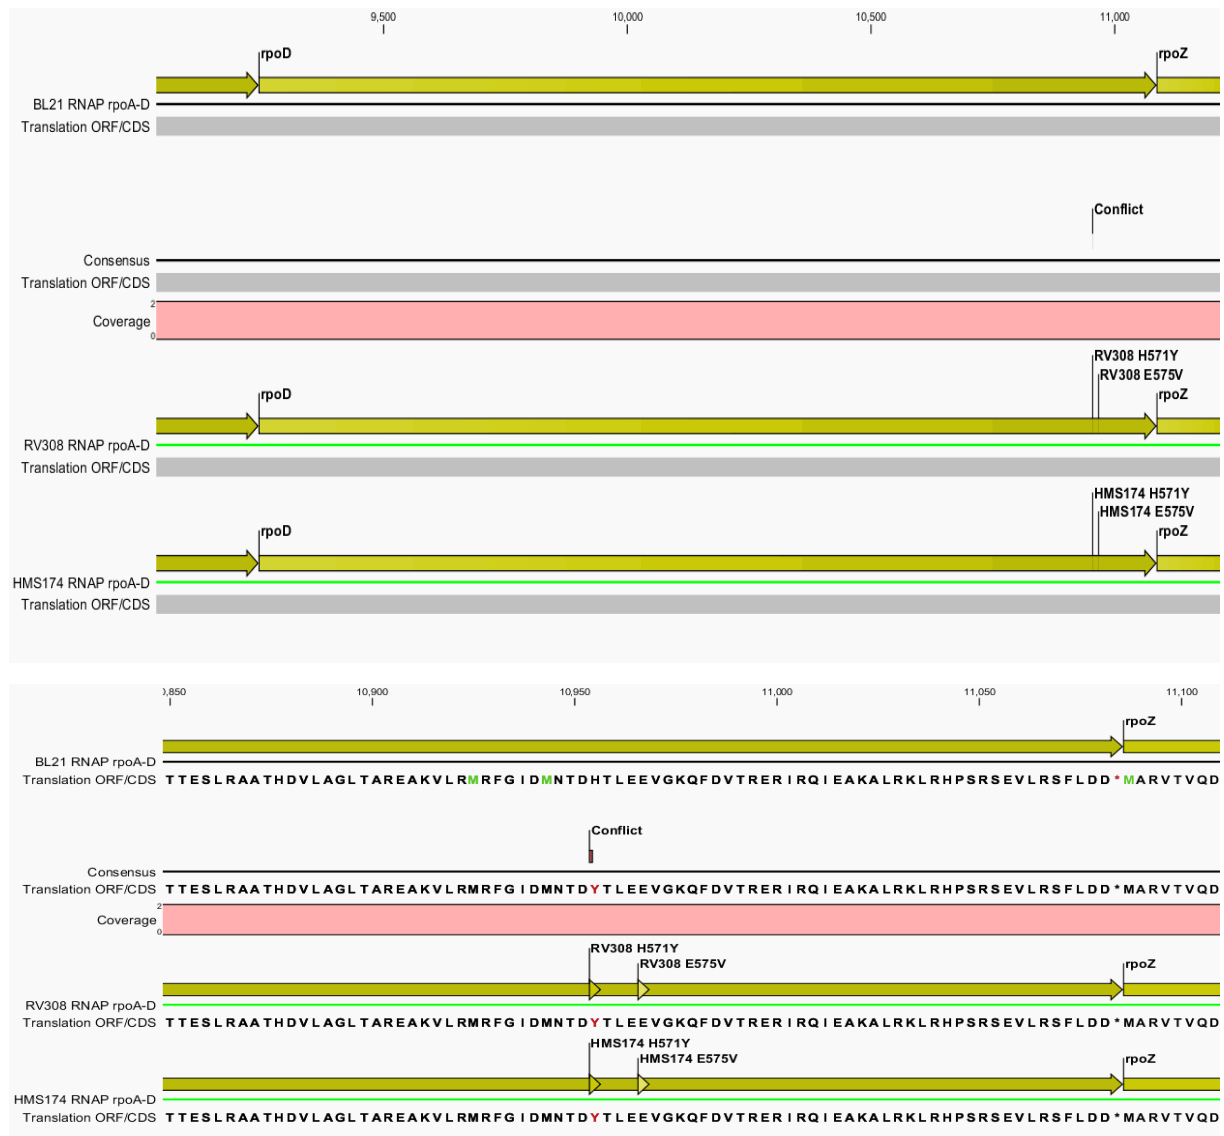 9,500 10,000 10,500 11,000
rpoD rpoZ
BL21 RNAP rpoA-D
Translation ORF/CDS
Conflict
Consensus
Translation ORF/CDS
2
Coverage
0
RV308 H571Y
RV308 E575V
rpoD rpoZ
RV308 RNAP rpoA-D
Translation ORF/CDS
HMS174 H571Y
HMS174 E575V
rpoD rpoZ
HMS174 RNAP rpoA-D
Translation ORF/CDS
),850 10,900 10,950 11,000 11,050 11,100
rpoZ
BL21 RNAP rpoA-D
Translation ORF/CDS TTESLRAATHDVLAGLTAREAKVLRMRFGIDMNTDHTLEEVGKQFDVTRERIRQIEAKALRKLRHPSRSEVLRSFLDD*MARVTVQD
Conflict
Consensus
Translation ORF/CDS TTESLRAATHDVLAGLTAREAKVLRMRFGIDMNTDYTLEEVGKQFDVTRERIRQIEAKALRKLRHPSRSEVLRSFLDD*MARVTVQD
2
Coverage
0
RV308 H571Y
RV308 E575V rpoZ
RV308 RNAP rpoA-D
Translation ORF/CDS TTESLRAATHDVLAGLTAREAKVLRMRFGIDMNTDYTLEEVGKQFDVTRERIRQIEAKALRKLRHPSRSEVLRSFLDD*MARVTVQD
HMS174 H571Y
HMS174 E575V rpoZ
HMS174 RNAP rpoA-D
Translation ORF/CDS TTESLRAATHDVLAGLTAREAKVLRMRFGIDMNTDYTLEEVGKQFDVTRERIRQIEAKALRKLRHPSRSEVLRSFLDD*MARVTVQD